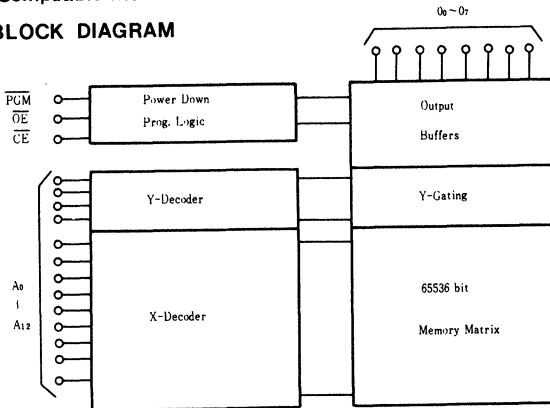 BLOCK DIAGRAM
O₀~O₇
PGM
OE
CE
Power Down
Prog. Logic
Output
Buffers
Y-Decoder
Y-Gating
A₀
~
A₁₂
X-Decoder
65536 bit
Memory Matrix